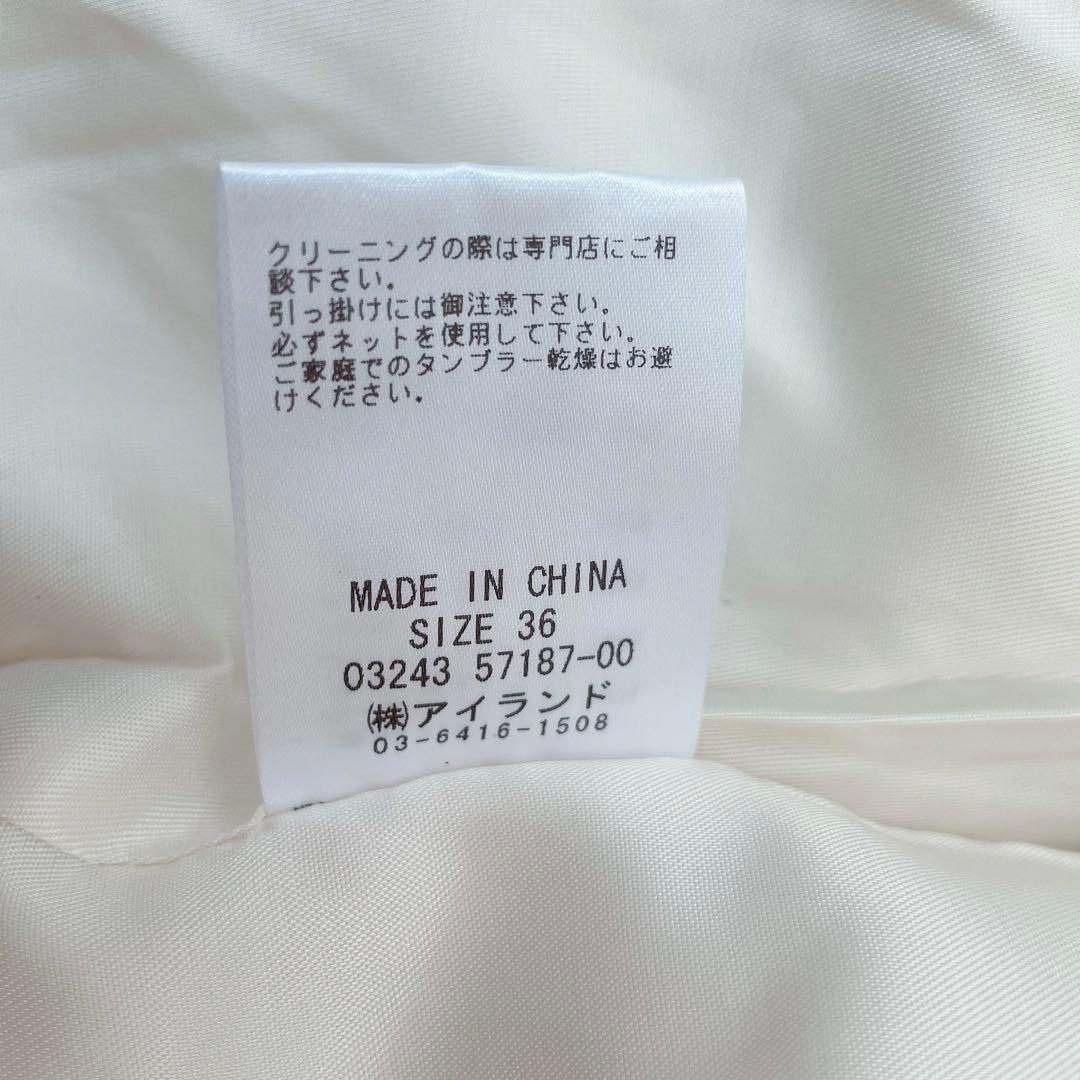 クリーニングの際は専門店にご相
談下さい．
引っ掛けには御注意下さい。
必ずネットを使用して下さい。
ご家庭でのタンブラー乾燥はお避
けください．
MADE IN CHINA
SIZE 36
03243 57187-00
㈱アイランド
03-6416-1508